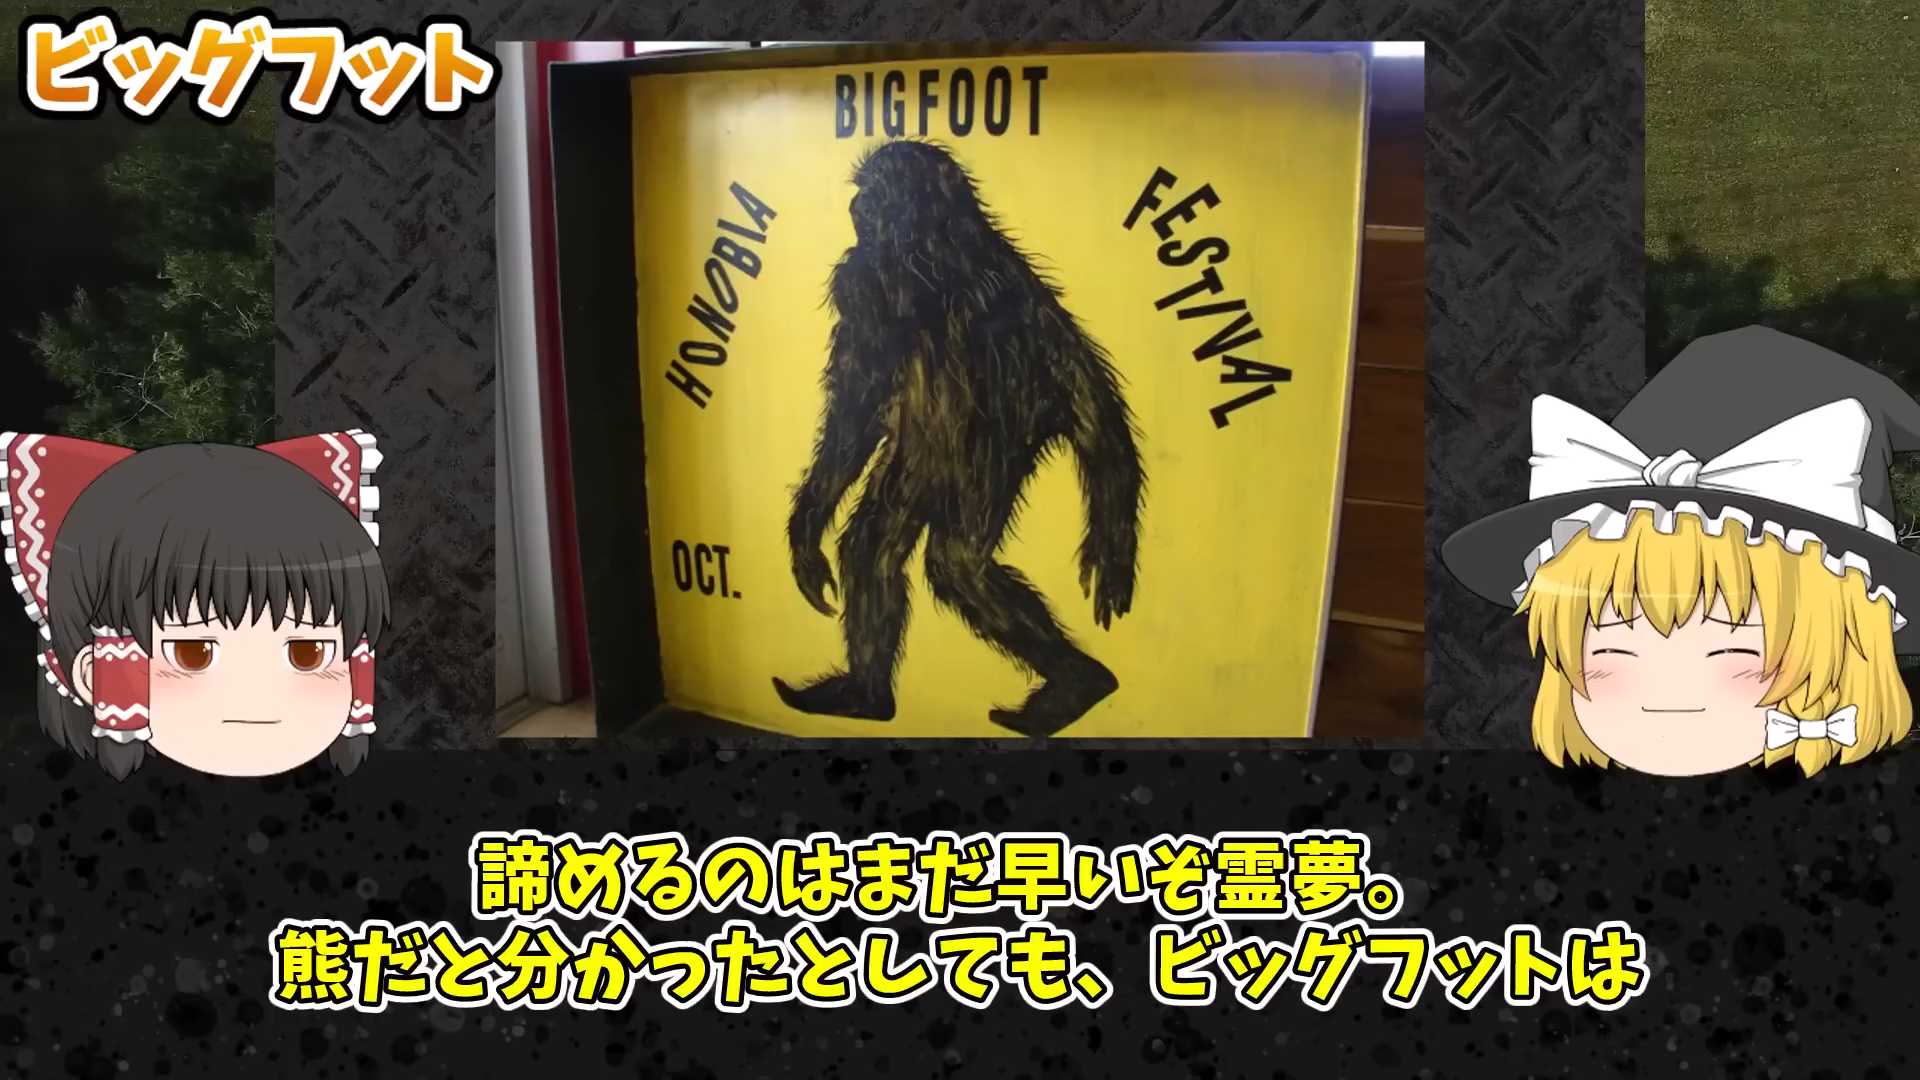 ビッグフット
BIGFOOT
HONOBIA
FESTIVAL
OCT.
諦めるのはまだ早いぞ霊夢。
熊だと分かったとしても、ビッグフットは